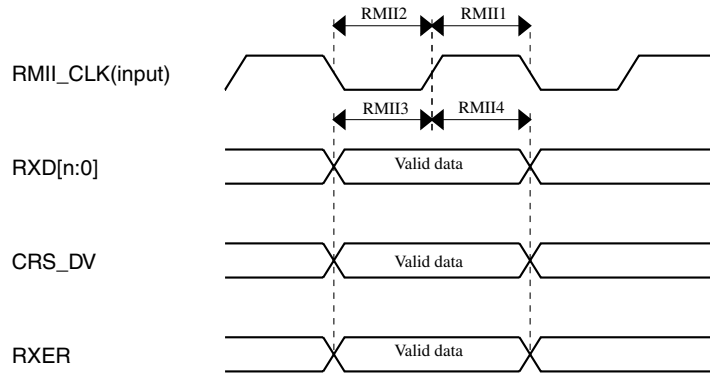 RMII2 RMII1
RMII_CLK(input)
RMII3 RMII4
RXD[n:0] Valid data
CRS_DV Valid data
RXER Valid data